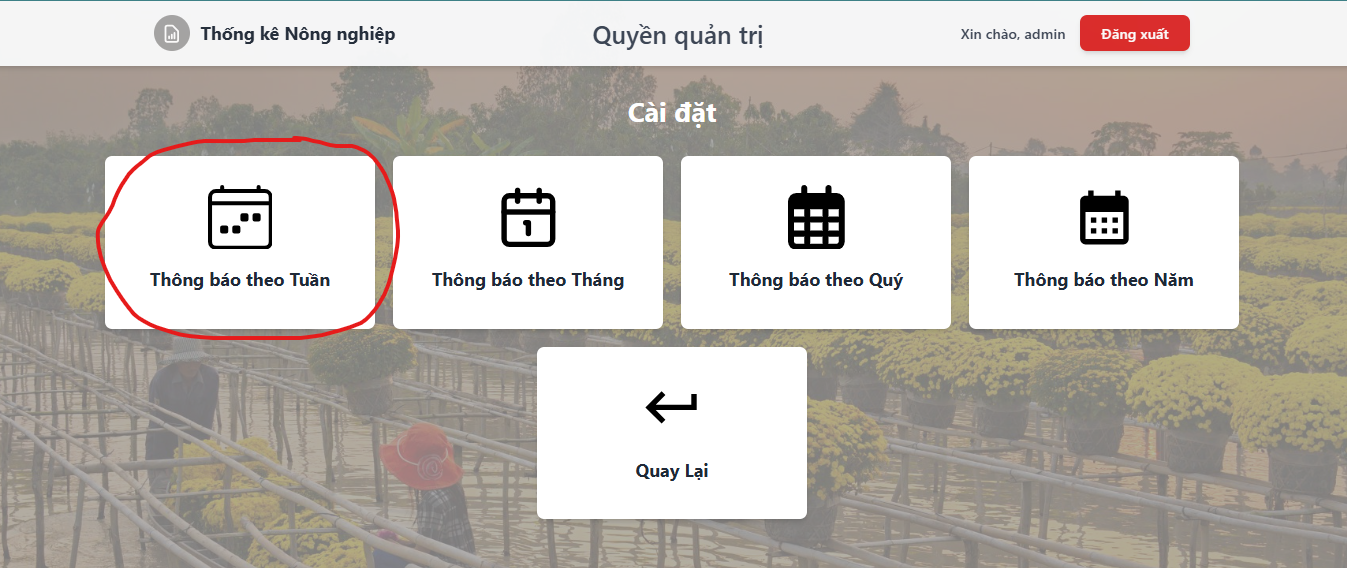 Thống kê Nông nghiệp
Quyền quản trị
Xin chào, admin
Đăng xuất
Cài đặt
1
Thông báo theo Tuần
Thông báo theo Tháng
Thông báo theo Quý
Thông báo theo Năm
Quay Lại